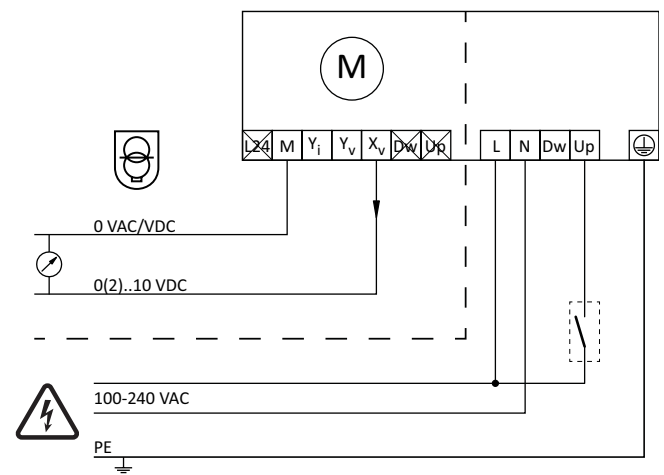 M
L24 M Yi Yv Xv Dw Up L N Dw Up
0 VAC/VDC
0(2)..10 VDC
100-240 VAC
PE